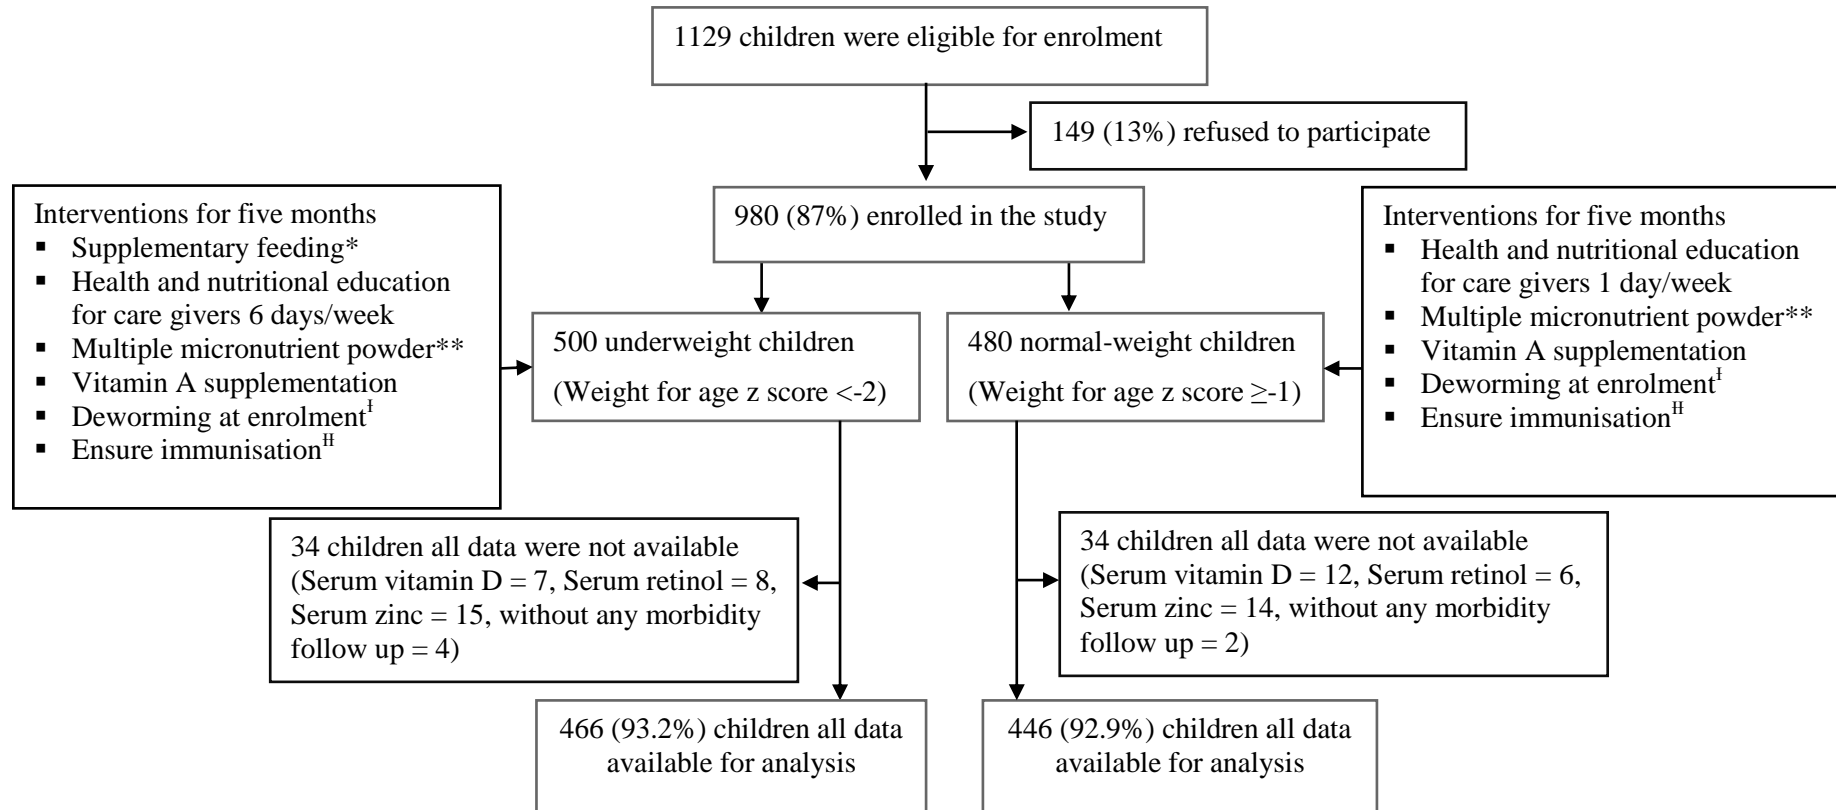 1129 children were eligible for enrolment
149 (13%) refused to participate
980 (87%) enrolled in the study
Interventions for five months
▪ Supplementary feeding*
▪ Health and nutritional education
for care givers 6 days/week
▪ Multiple micronutrient powder**
▪ Vitamin A supplementation
▪ Deworming at enrolmentƗ
▪ Ensure immunisationƗƗ
500 underweight children
(Weight for age z score <-2)
480 normal-weight children
(Weight for age z score ≥-1)
Interventions for five months
▪ Health and nutritional education
for care givers 1 day/week
▪ Multiple micronutrient powder**
▪ Vitamin A supplementation
▪ Deworming at enrolmentƗ
▪ Ensure immunisationƗƗ
34 children all data were not available
(Serum vitamin D = 7, Serum retinol = 8,
Serum zinc = 15, without any morbidity
follow up = 4)
34 children all data were not available
(Serum vitamin D = 12, Serum retinol = 6,
Serum zinc = 14, without any morbidity
follow up = 2)
466 (93.2%) children all data
available for analysis
446 (92.9%) children all data
available for analysis